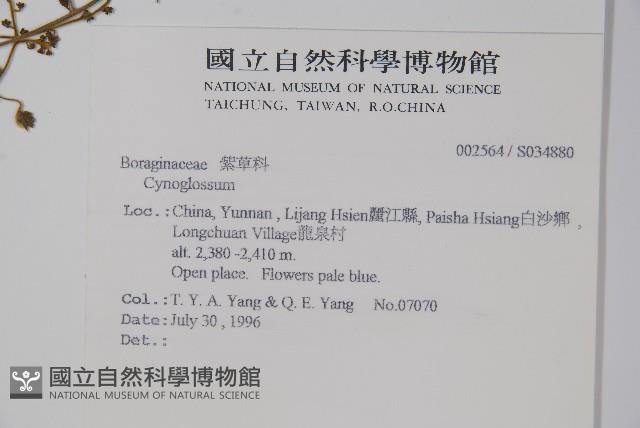 國立自然科學博物館
NATIONAL MUSEUM OF NATURAL SCIENCE
TAICHUNG, TAIWAN, R.O.CHINA
002564 / S034880
Boraginaceae 紫草科
Cynoglossum
Loc.:China, Yunnan , Lijang Hsien麗江縣, Paisha Hsiang白沙鄉 ,
Longchuan Village龍泉村
alt. 2,380 -2,410 m.
Open place. Flowers pale blue.
Col.:T. Y. A. Yang & Q. E. Yang No.07070
Date:July 30 , 1996
Det.:
國立自然科學博物館
NATIONAL MUSEUM OF NATURAL SCIENCE